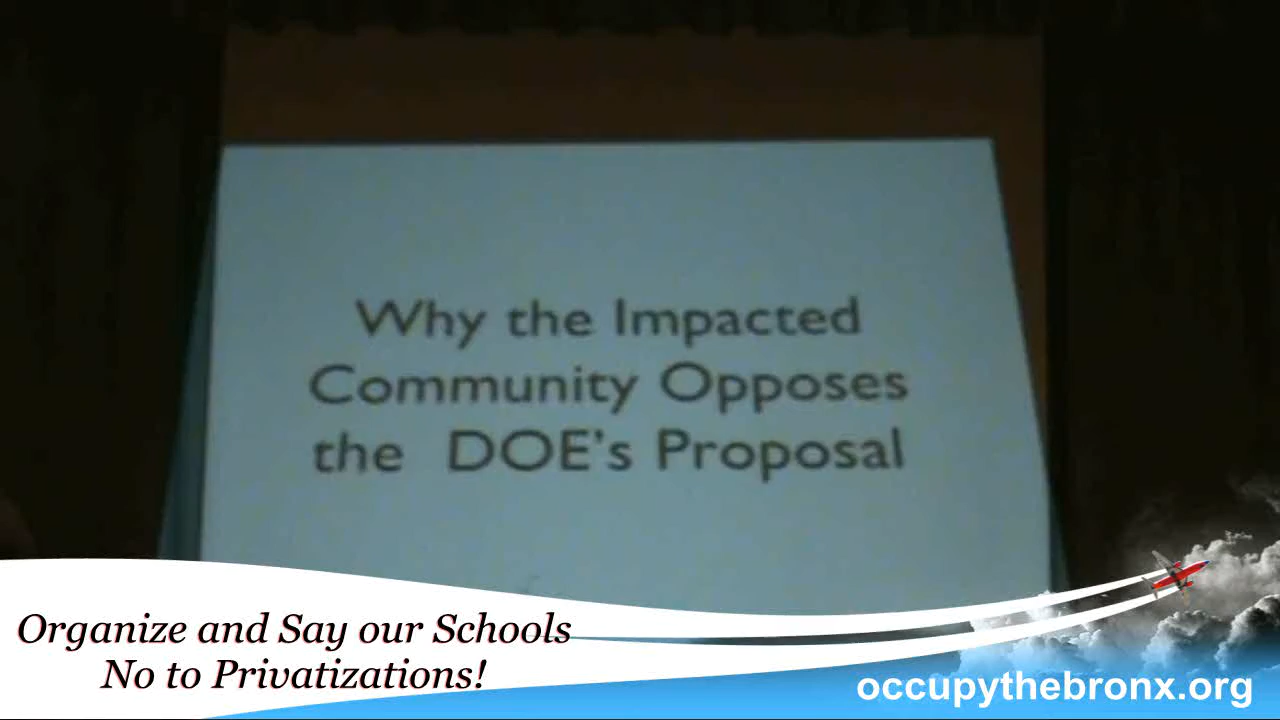 Why the Impacted
Community Opposes
the DOE's Proposal
Organize and Say our Schools
No to Privatizations!
occupythebronx.org